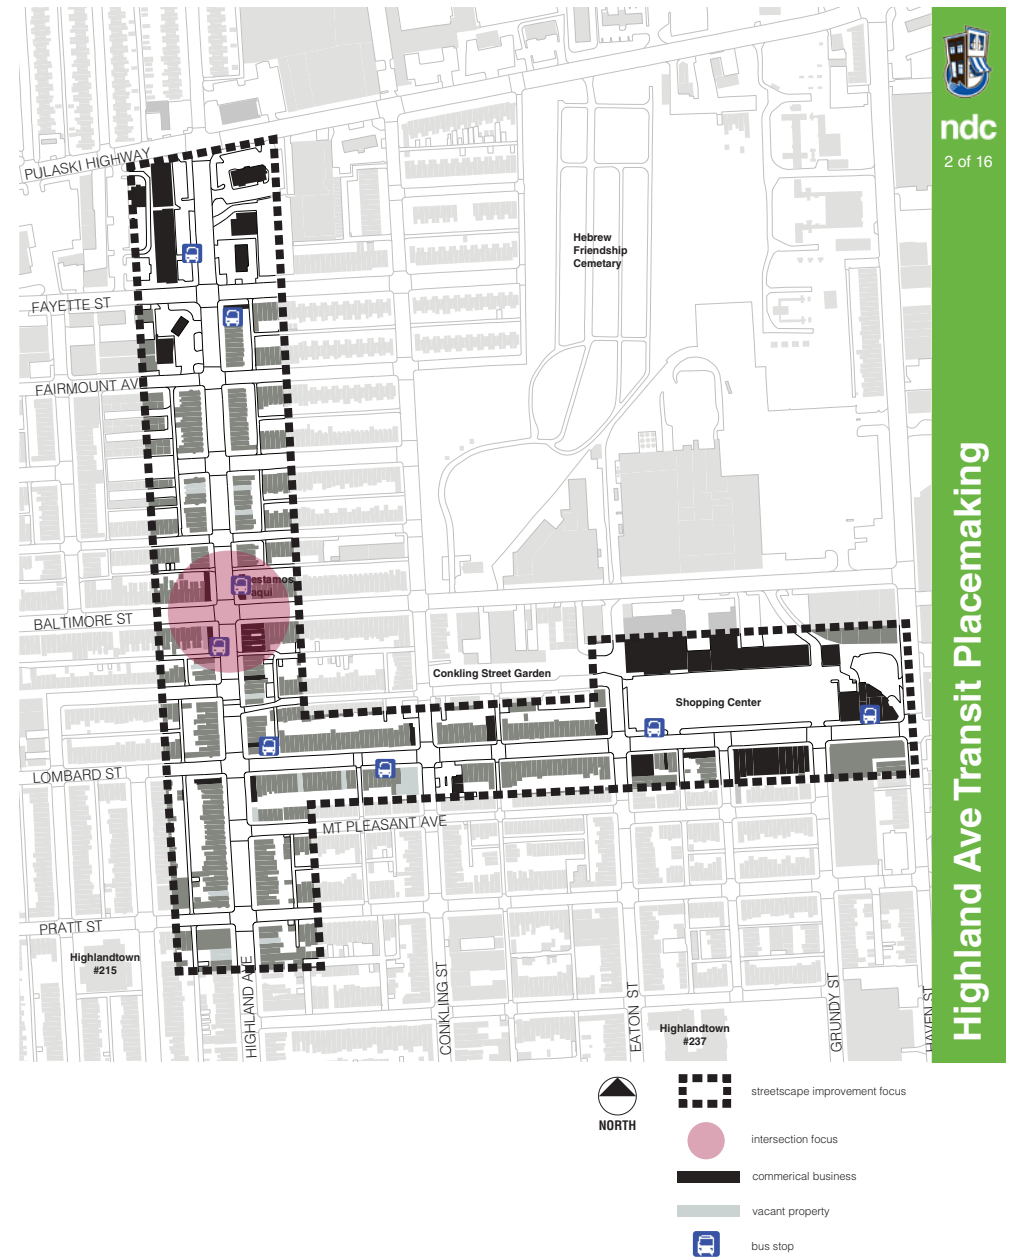 ndc
2 of 16
Highland Ave Transit Placemaking
PULASKI HIGHWAY
Hebrew
Friendship
Cemetary
FAYETTE ST
FAIRMOUNT AV
estamos
aqui
BALTIMORE ST
Conkling Street Garden
Shopping Center
LOMBARD ST
MT PLEASANT AVE
PRATT ST
Highlandtown
#215
HIGHLAND AVE
CONKLING ST
EATON ST
Highlandtown
#237
GRUNDY ST
HAVEN ST
NORTH
streetscape improvement focus
intersection focus
commerical business
vacant property
bus stop